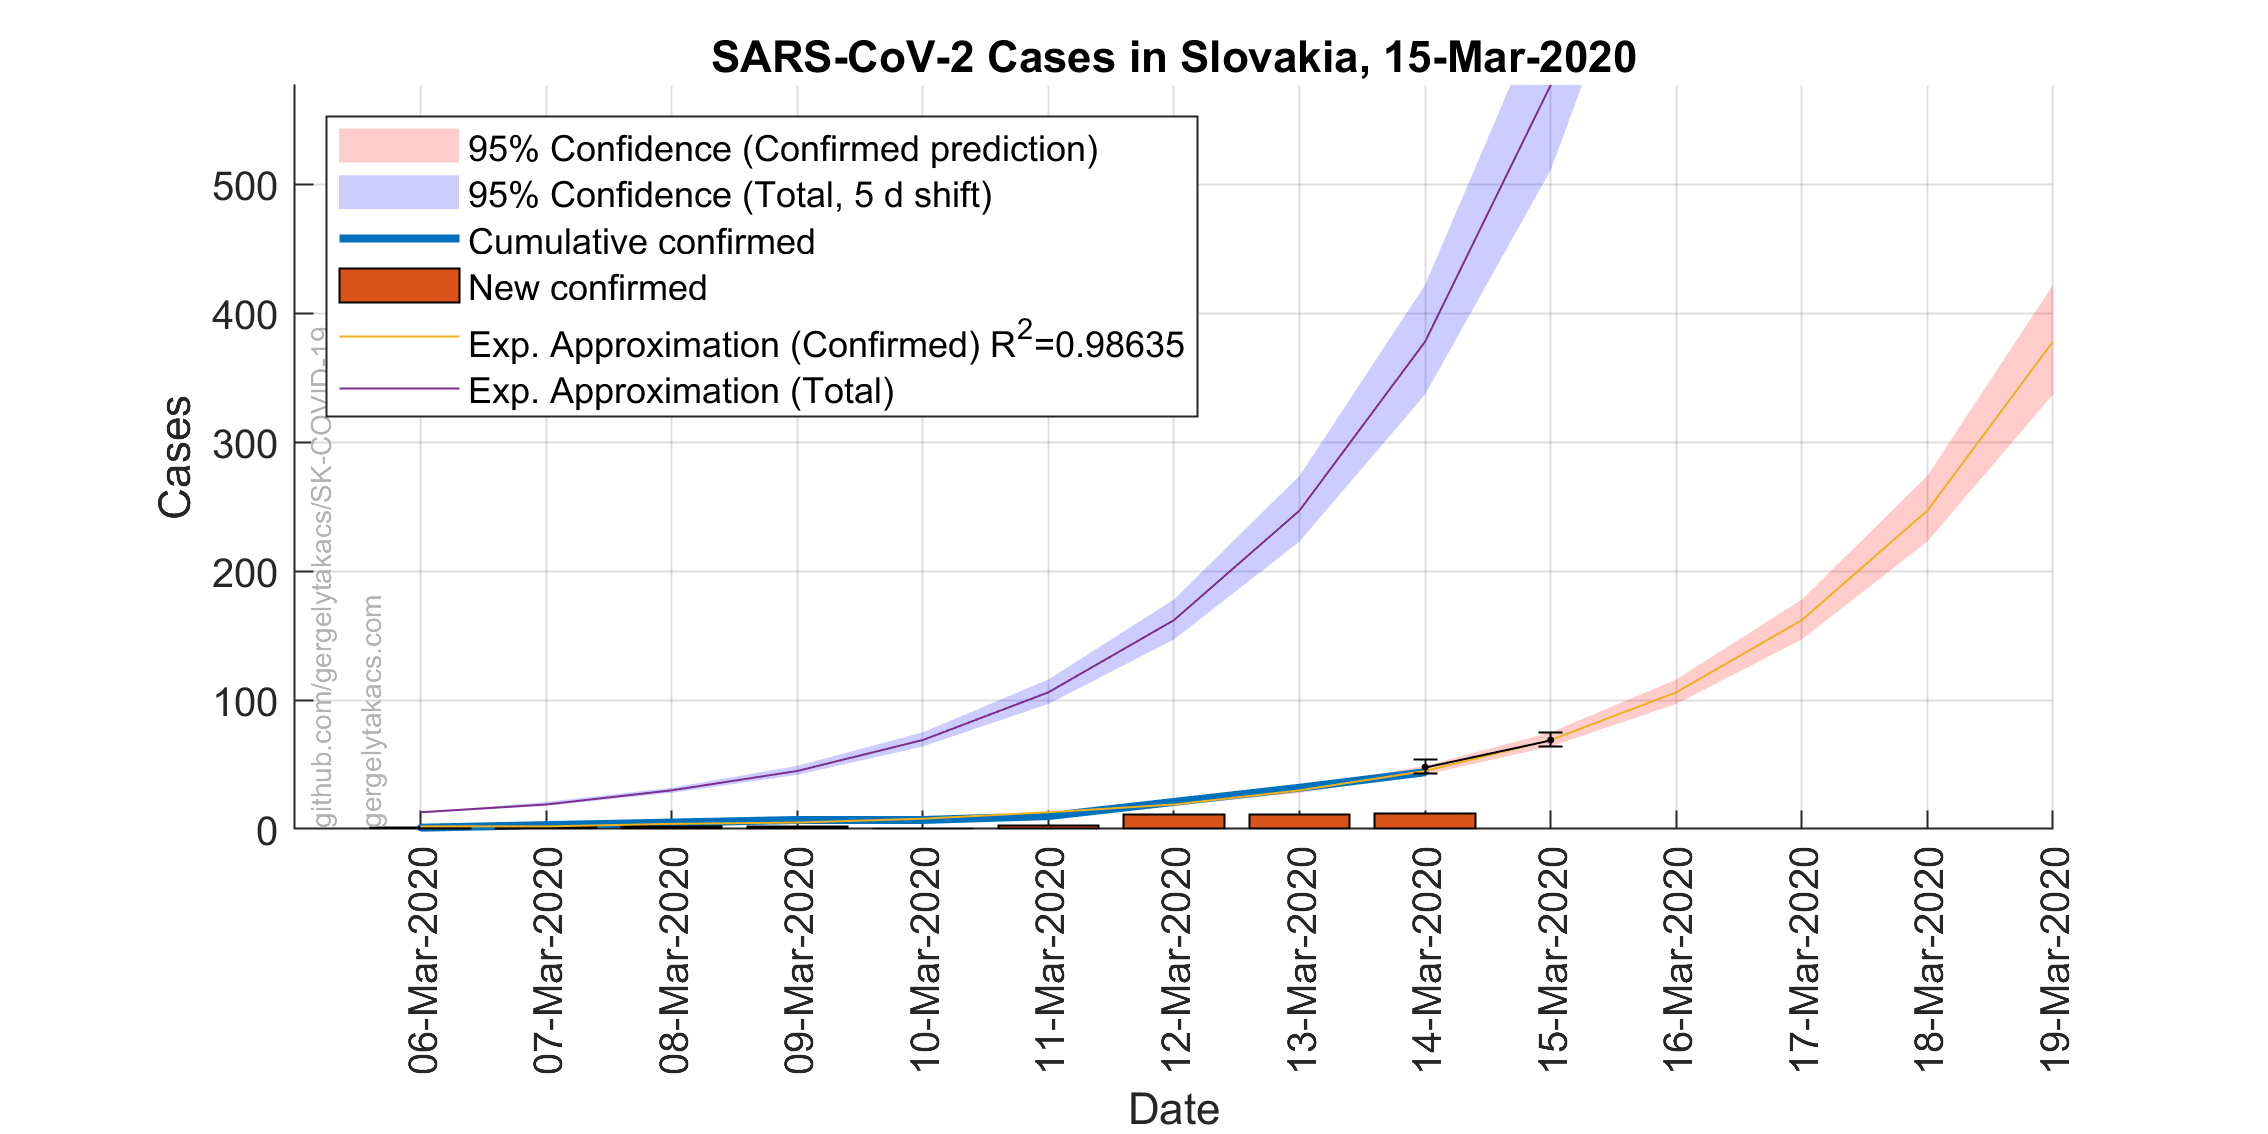 SARS-CoV-2 Cases in Slovakia, 15-Mar-2020
95% Confidence (Confirmed prediction)
95% Confidence (Total, 5 d shift)
Cumulative confirmed
New confirmed
Exp. Approximation (Confirmed) R²=0.98635
Exp. Approximation (Total)
Cases
500
400
300
200
100
0
github.com/gergelytakacs/SK-COVID-19
gergelytakacs.com
06-Mar-2020
07-Mar-2020
08-Mar-2020
09-Mar-2020
10-Mar-2020
11-Mar-2020
12-Mar-2020
13-Mar-2020
14-Mar-2020
15-Mar-2020
16-Mar-2020
17-Mar-2020
18-Mar-2020
19-Mar-2020
Date